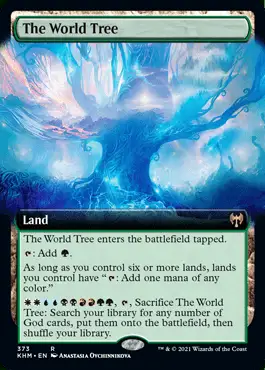 The World Tree
Land
The World Tree enters the battlefield tapped.
: Add .
As long as you control six or more lands, lands
you control have “: Add one mana of any
color.”
, , Sacrifice The World
Tree: Search your library for any number of
God cards, put them onto the battlefield, then
shuffle your library.
373 R
KHM • EN Anastasia Ovchinnikova
™ & © 2021 Wizards of the Coast